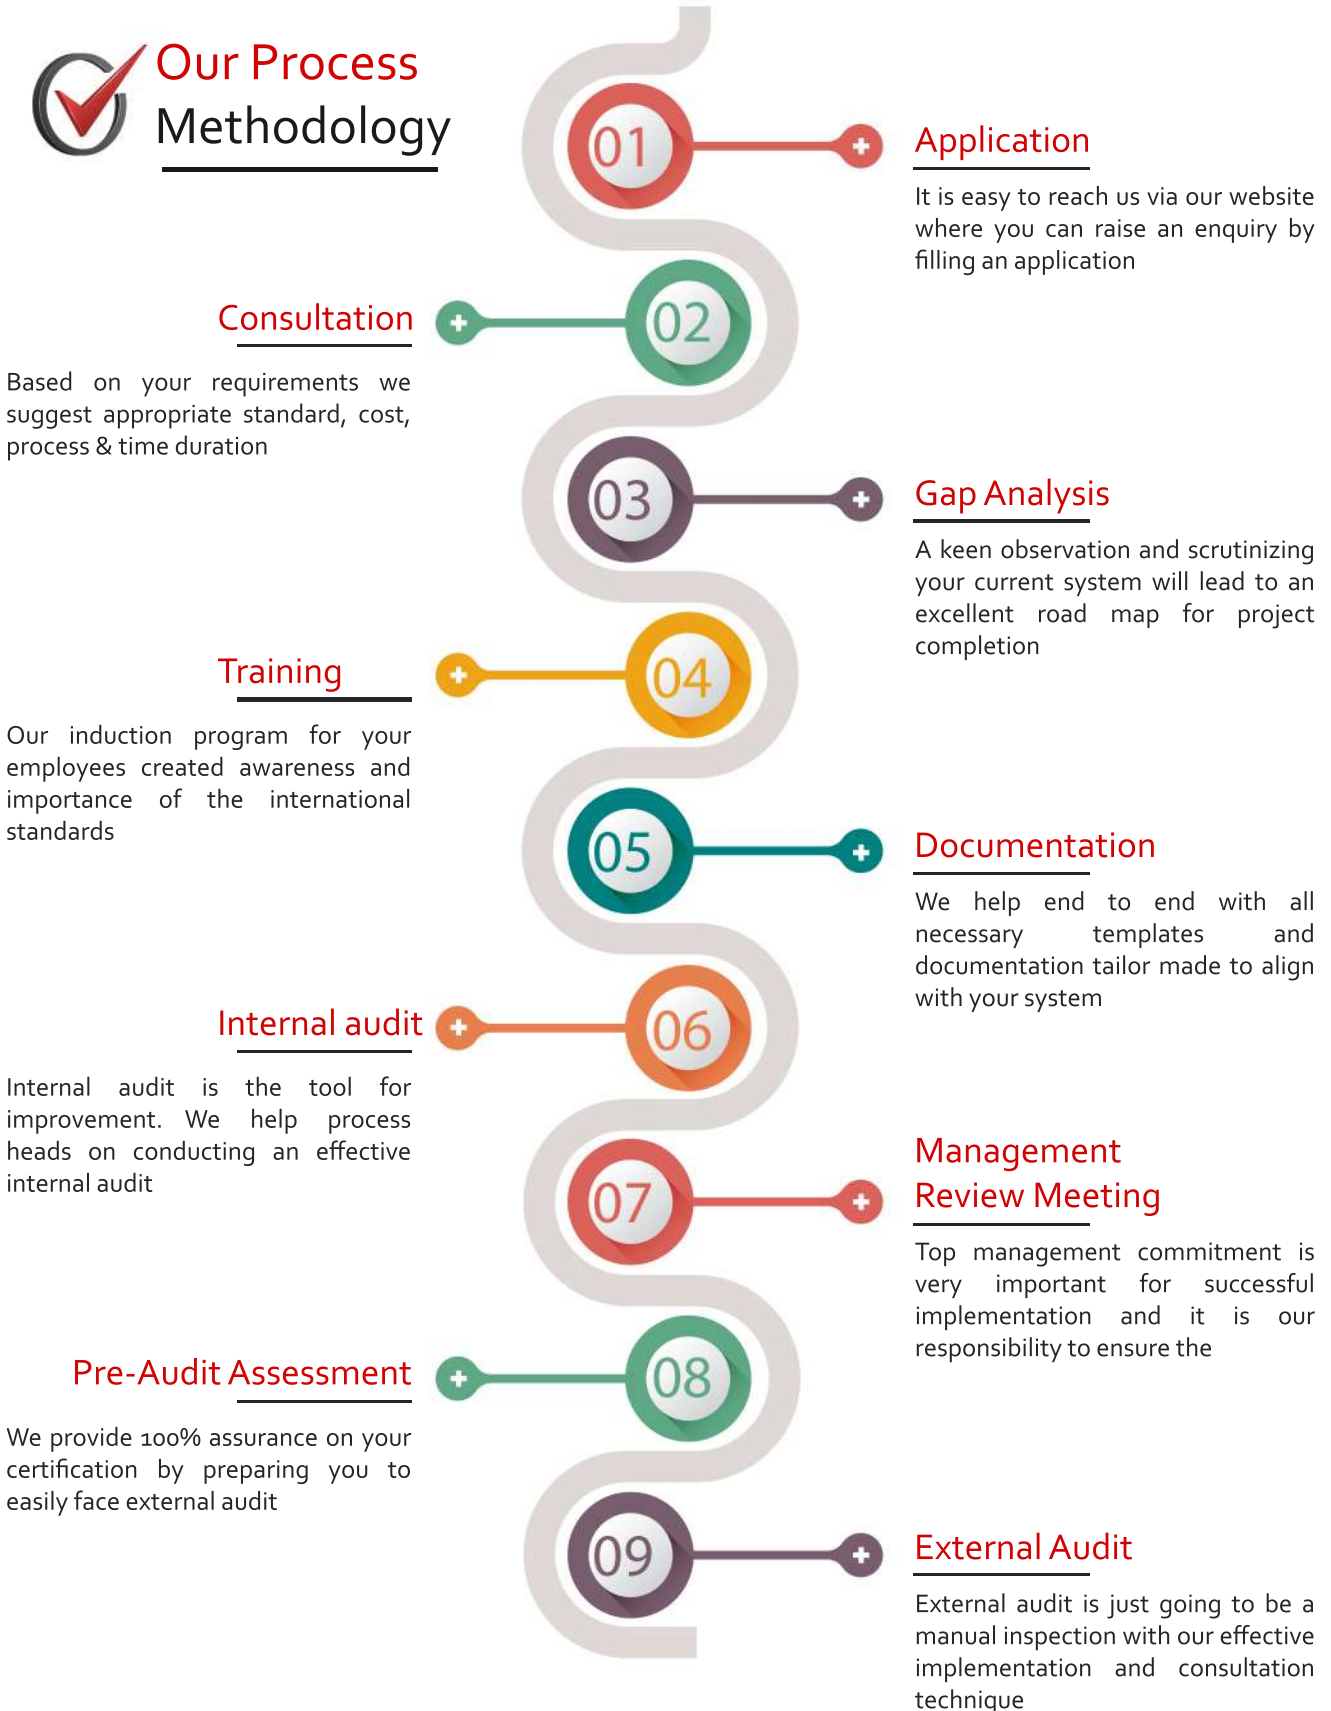 Our Process
Methodology
01
Application
It is easy to reach us via our website
where you can raise an enquiry by
filling an application
Consultation
02
Based on your requirements we
suggest appropriate standard, cost,
process & time duration
03
Gap Analysis
A keen observation and scrutinizing
your current system will lead to an
excellent road map for project
completion
Training
04
Our induction program for your
employees created awareness and
importance of the international
standards
05
Documentation
We help end to end with all
necessary templates and
documentation tailor made to align
with your system
Internal audit
06
Internal audit is the tool for
improvement. We help process
heads on conducting an effective
internal audit
07
Management
Review Meeting
Top management commitment is
very important for successful
implementation and it is our
responsibility to ensure the
Pre-Audit Assessment
08
We provide 100% assurance on your
certification by preparing you to
easily face external audit
09
External Audit
External audit is just going to be a
manual inspection with our effective
implementation and consultation
technique